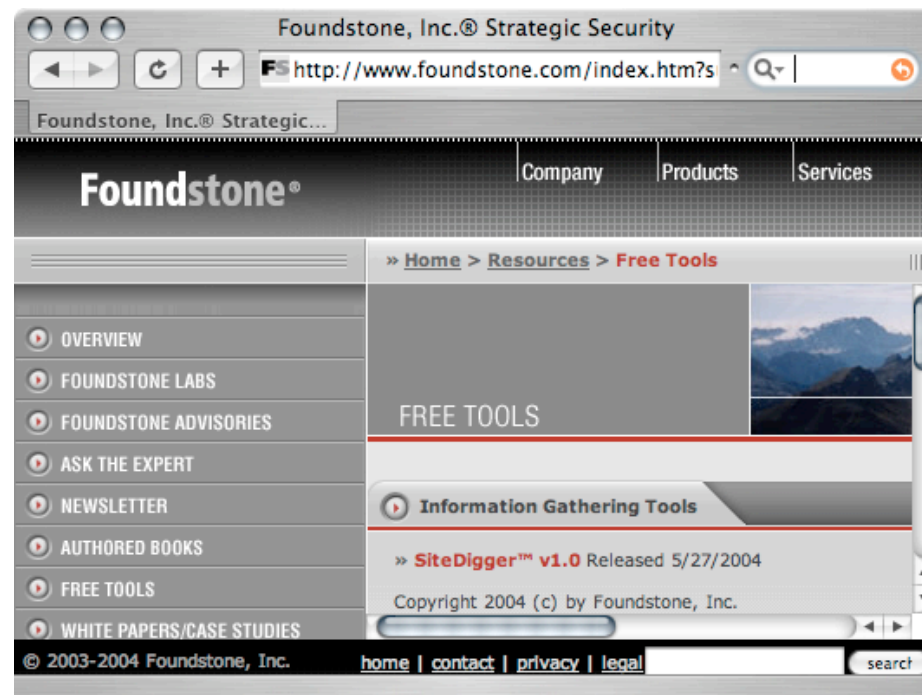 Foundstone, Inc.® Strategic Security
FS http://www.foundstone.com/index.htm?s
Foundstone, Inc.® Strategic...
Foundstone®
Company Products Services
» Home > Resources > Free Tools
OVERVIEW
FOUNDSTONE LABS
FOUNDSTONE ADVISORIES
ASK THE EXPERT
NEWSLETTER
AUTHORED BOOKS
FREE TOOLS
WHITE PAPERS/CASE STUDIES
FREE TOOLS
Information Gathering Tools
» SiteDigger™ v1.0 Released 5/27/2004
Copyright 2004 (c) by Foundstone, Inc.
© 2003-2004 Foundstone, Inc. home | contact | privacy | legal search